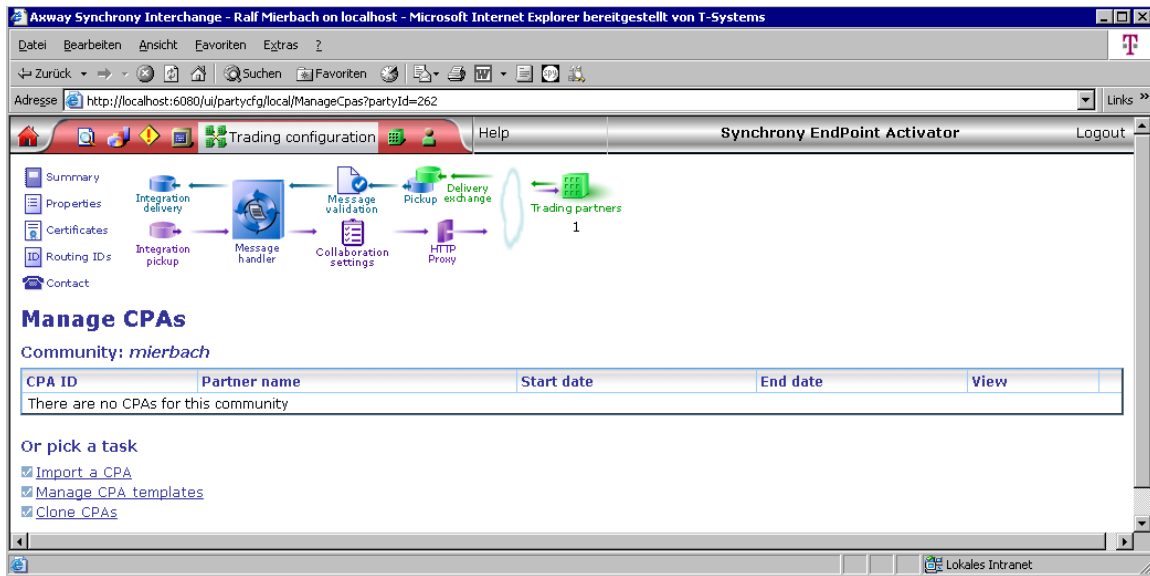 Axway Synchrony Interchange - Ralf Mierbach on localhost - Microsoft Internet Explorer bereitgestellt von T-Systems
Datei Bearbeiten Ansicht Favoriten Extras ?
T
Zurück Suchen Favoriten
Adresse http://localhost:6080/ui/partycfg/local/ManageCpas?partyId=262 Links »
Trading configuration Help Synchrony EndPoint Activator Logout
Summary
Properties
Certificates
ID Routing IDs
Contact
Integration
delivery
Message
validation
Pickup
Delivery
exchange
Trading partners
1
Integration
pickup
Message
handler
Collaboration
settings
HTTP
Proxy
Manage CPAs
Community: mierbach
CPA ID Partner name Start date End date View
There are no CPAs for this community
Or pick a task
Import a CPA
Manage CPA templates
Clone CPAs
Lokales Intranet